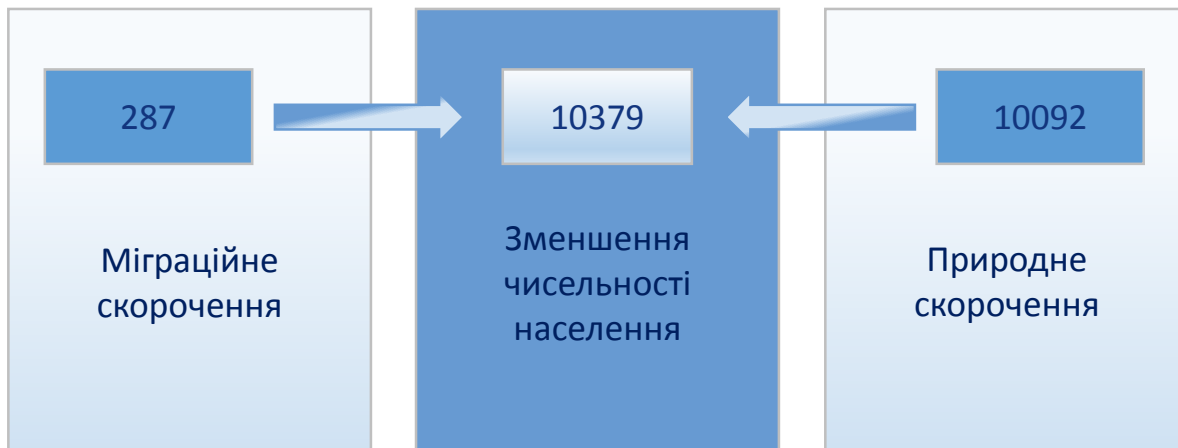 287
Міграційне
скорочення
10379
Зменшення
чисельності
населення
10092
Природне
скорочення